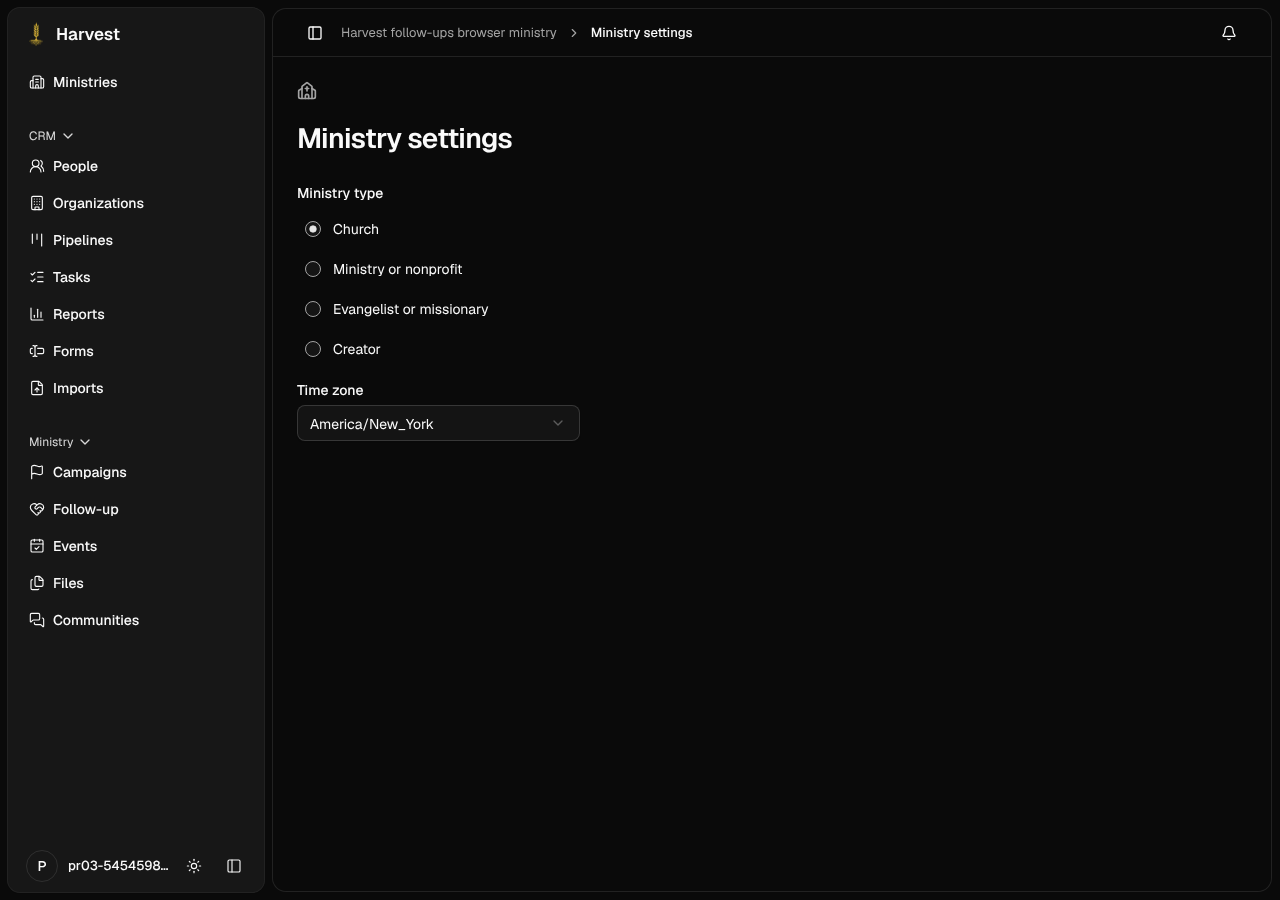 Harvest
Ministries
CRM
People
Organizations
Pipelines
Tasks
Reports
Forms
Imports
Ministry
Campaigns
Follow-up
Events
Files
Communities
P
pr03-5454598…
Harvest follow-ups browser ministry
Ministry settings
Ministry settings
Ministry type
Church
Ministry or nonprofit
Evangelist or missionary
Creator
Time zone
America/New_York